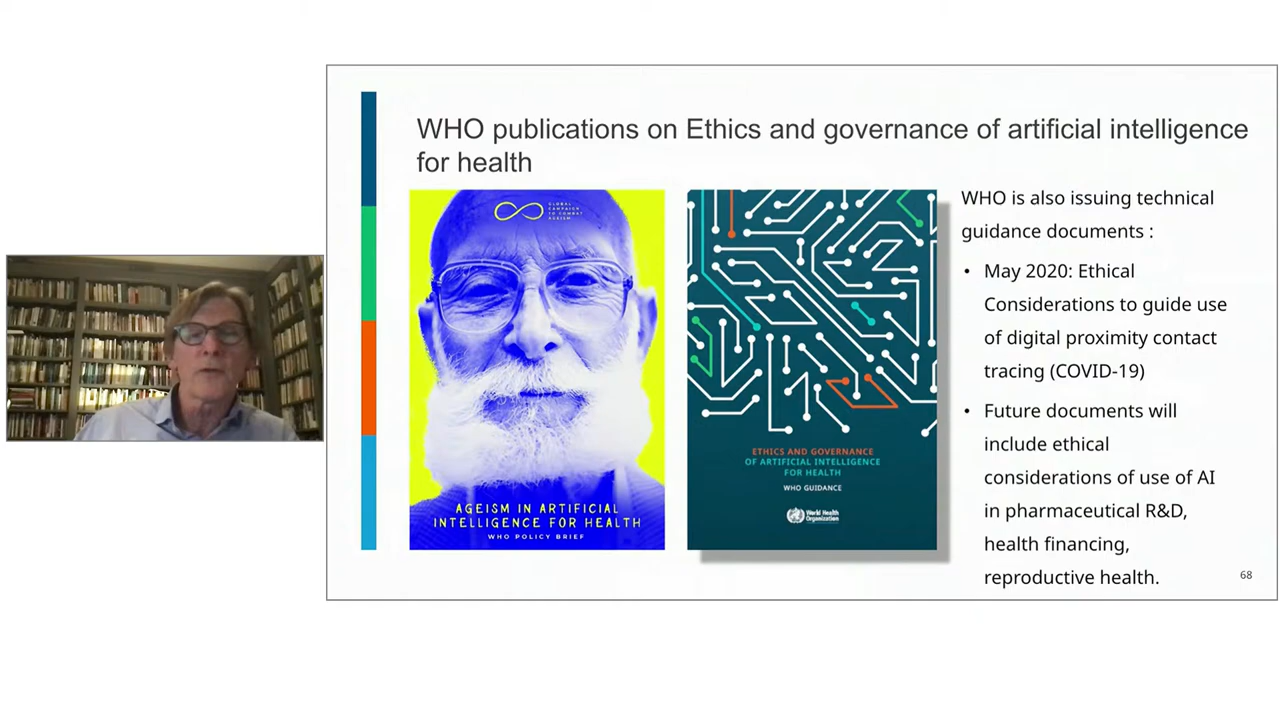 WHO publications on Ethics and governance of artificial intelligence
for health
GLOBAL
CAMPAIGN
TO COMBAT
AGEISM
AGEISM IN ARTIFICIAL
INTELLIGENCE FOR HEALTH
WHO POLICY BRIEF
ETHICS AND GOVERNANCE
OF ARTIFICIAL INTELLIGENCE
FOR HEALTH
WHO GUIDANCE
World Health
Organization
WHO is also issuing technical
guidance documents :
• May 2020: Ethical
Considerations to guide use
of digital proximity contact
tracing (COVID-19)
• Future documents will
include ethical
considerations of use of AI
in pharmaceutical R&D,
health financing,
reproductive health.
68